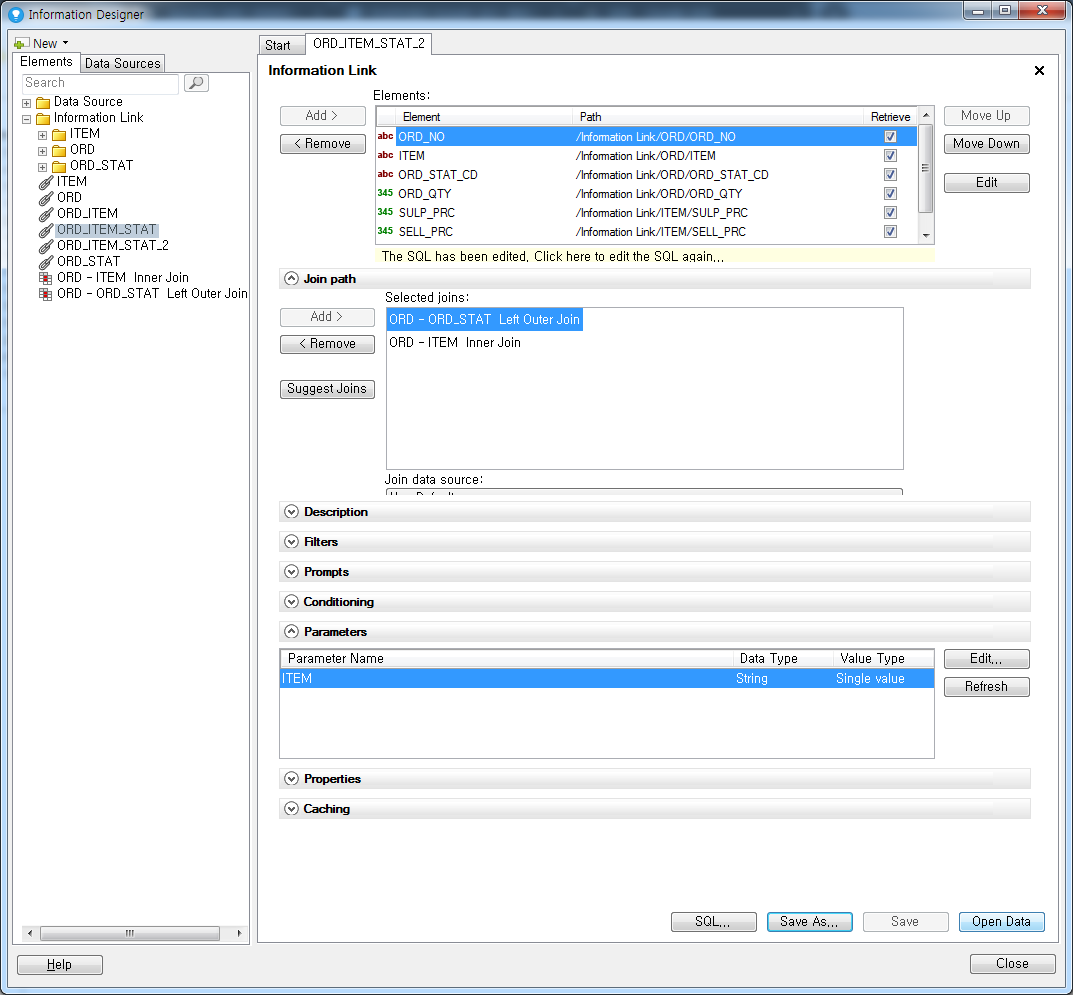 Information Designer
New
Elements
Data Sources
Search
Data Source
Information Link
ITEM
ORD
ORD_STAT
ITEM
ORD
ORD_ITEM
ORD_ITEM_STAT
ORD_ITEM_STAT_2
ORD_STAT
ORD - ITEM  Inner Join
ORD - ORD_STAT  Left Outer Join
Help
Start
ORD_ITEM_STAT_2
Information Link
Elements:
Add >
< Remove
Element Path Retrieve
abc ORD_NO /Information Link/ORD/ORD_NO
abc ITEM /Information Link/ORD/ITEM
abc ORD_STAT_CD /Information Link/ORD/ORD_STAT_CD
345 ORD_QTY /Information Link/ORD/ORD_QTY
345 SULP_PRC /Information Link/ITEM/SULP_PRC
345 SELL_PRC /Information Link/ITEM/SELL_PRC
Move Up
Move Down
Edit
The SQL has been edited, Click here to edit the SQL again...
Join path
Selected joins:
Add >
< Remove
Suggest Joins
ORD - ORD_STAT  Left Outer Join
ORD - ITEM  Inner Join
Join data source:
Description
Filters
Prompts
Conditioning
Parameters
Parameter Name Data Type Value Type
ITEM String Single value
Edit...
Refresh
Properties
Caching
SQL...
Save As...
Save
Open Data
Close